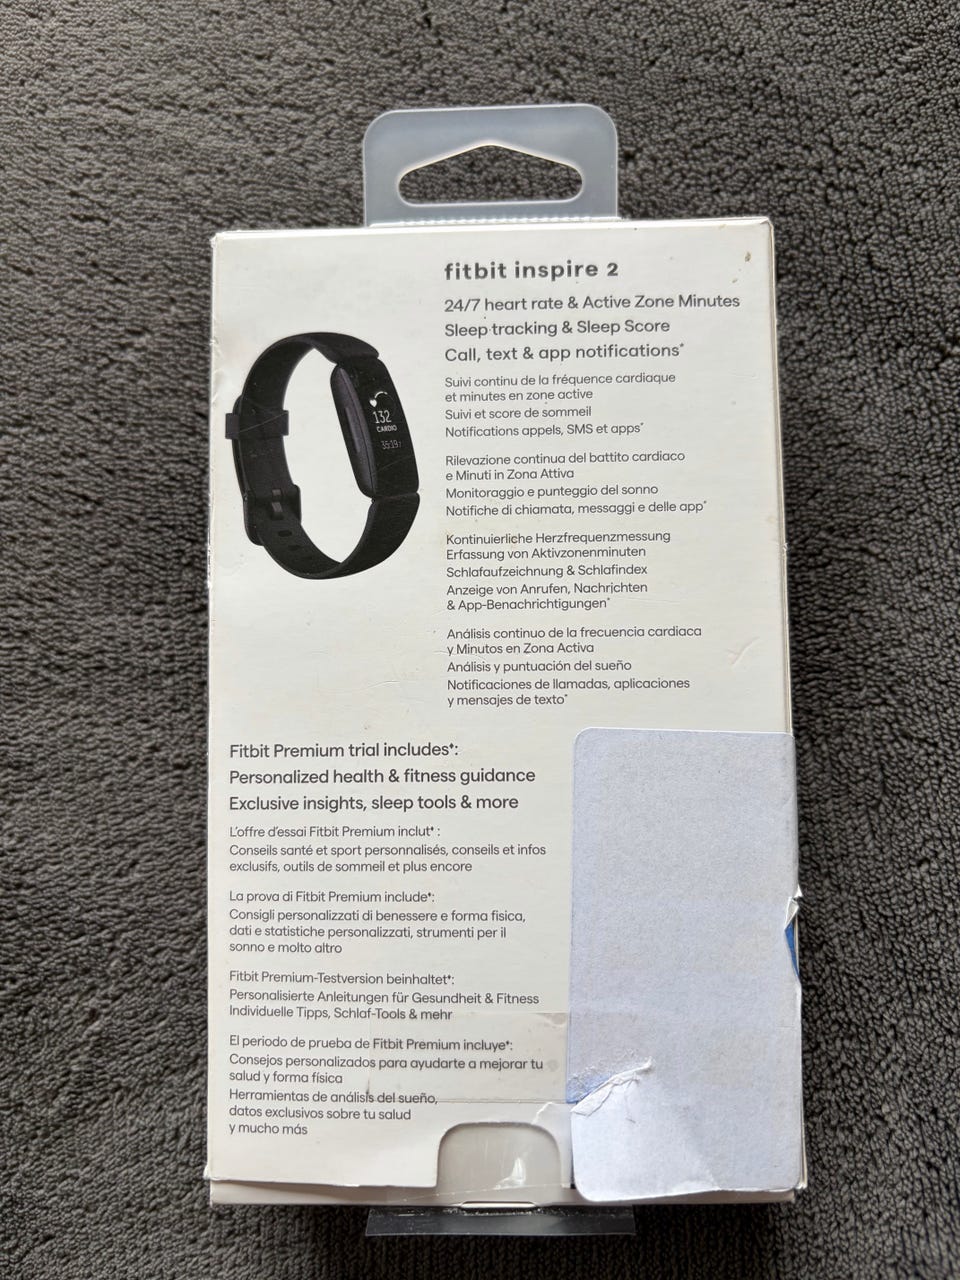 fitbit inspire 2
24/7 heart rate & Active Zone Minutes
Sleep tracking & Sleep Score
Call, text & app notifications*
Suivi continu de la fréquence cardiaque
et minutes en zone active
Suivi et score de sommeil
Notifications appels, SMS et apps*
Rilevazione continua del battito cardiaco
e Minuti in Zona Attiva
Monitoraggio e punteggio del sonno
Notifiche di chiamata, messaggi e delle app*
Kontinuierliche Herzfrequenzmessung
Erfassung von Aktivzonenminuten
Schlafaufzeichnung & Schlafindex
Anzeige von Anrufen, Nachrichten
& App-Benachrichtigungen*
Análisis continuo de la frecuencia cardiaca
y Minutos en Zona Activa
Análisis y puntuación del sueño
Notificaciones de llamadas, aplicaciones
y mensajes de texto*
132
CARDIO
Fitbit Premium trial includes♦:
Personalized health & fitness guidance
Exclusive insights, sleep tools & more
L'offre d'essai Fitbit Premium inclut♦ :
Conseils santé et sport personnalisés, conseils et infos
exclusifs, outils de sommeil et plus encore
La prova di Fitbit Premium include♦:
Consigli personalizzati di benessere e forma fisica,
dati e statistiche personalizzati, strumenti per il
sonno e molto altro
Fitbit Premium-Testversion beinhaltet♦:
Personalisierte Anleitungen für Gesundheit & Fitness
Individuelle Tipps, Schlaf-Tools & mehr
El periodo de prueba de Fitbit Premium incluye♦:
Consejos personalizados para ayudarte a mejorar tu
salud y forma física
Herramientas de análisis del sueño,
datos exclusivos sobre tu salud
y mucho más